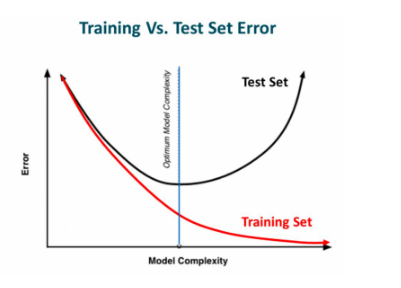 Training Vs. Test Set Error
Optimum Model Complexity
Test Set
Error
Training Set
Model Complexity